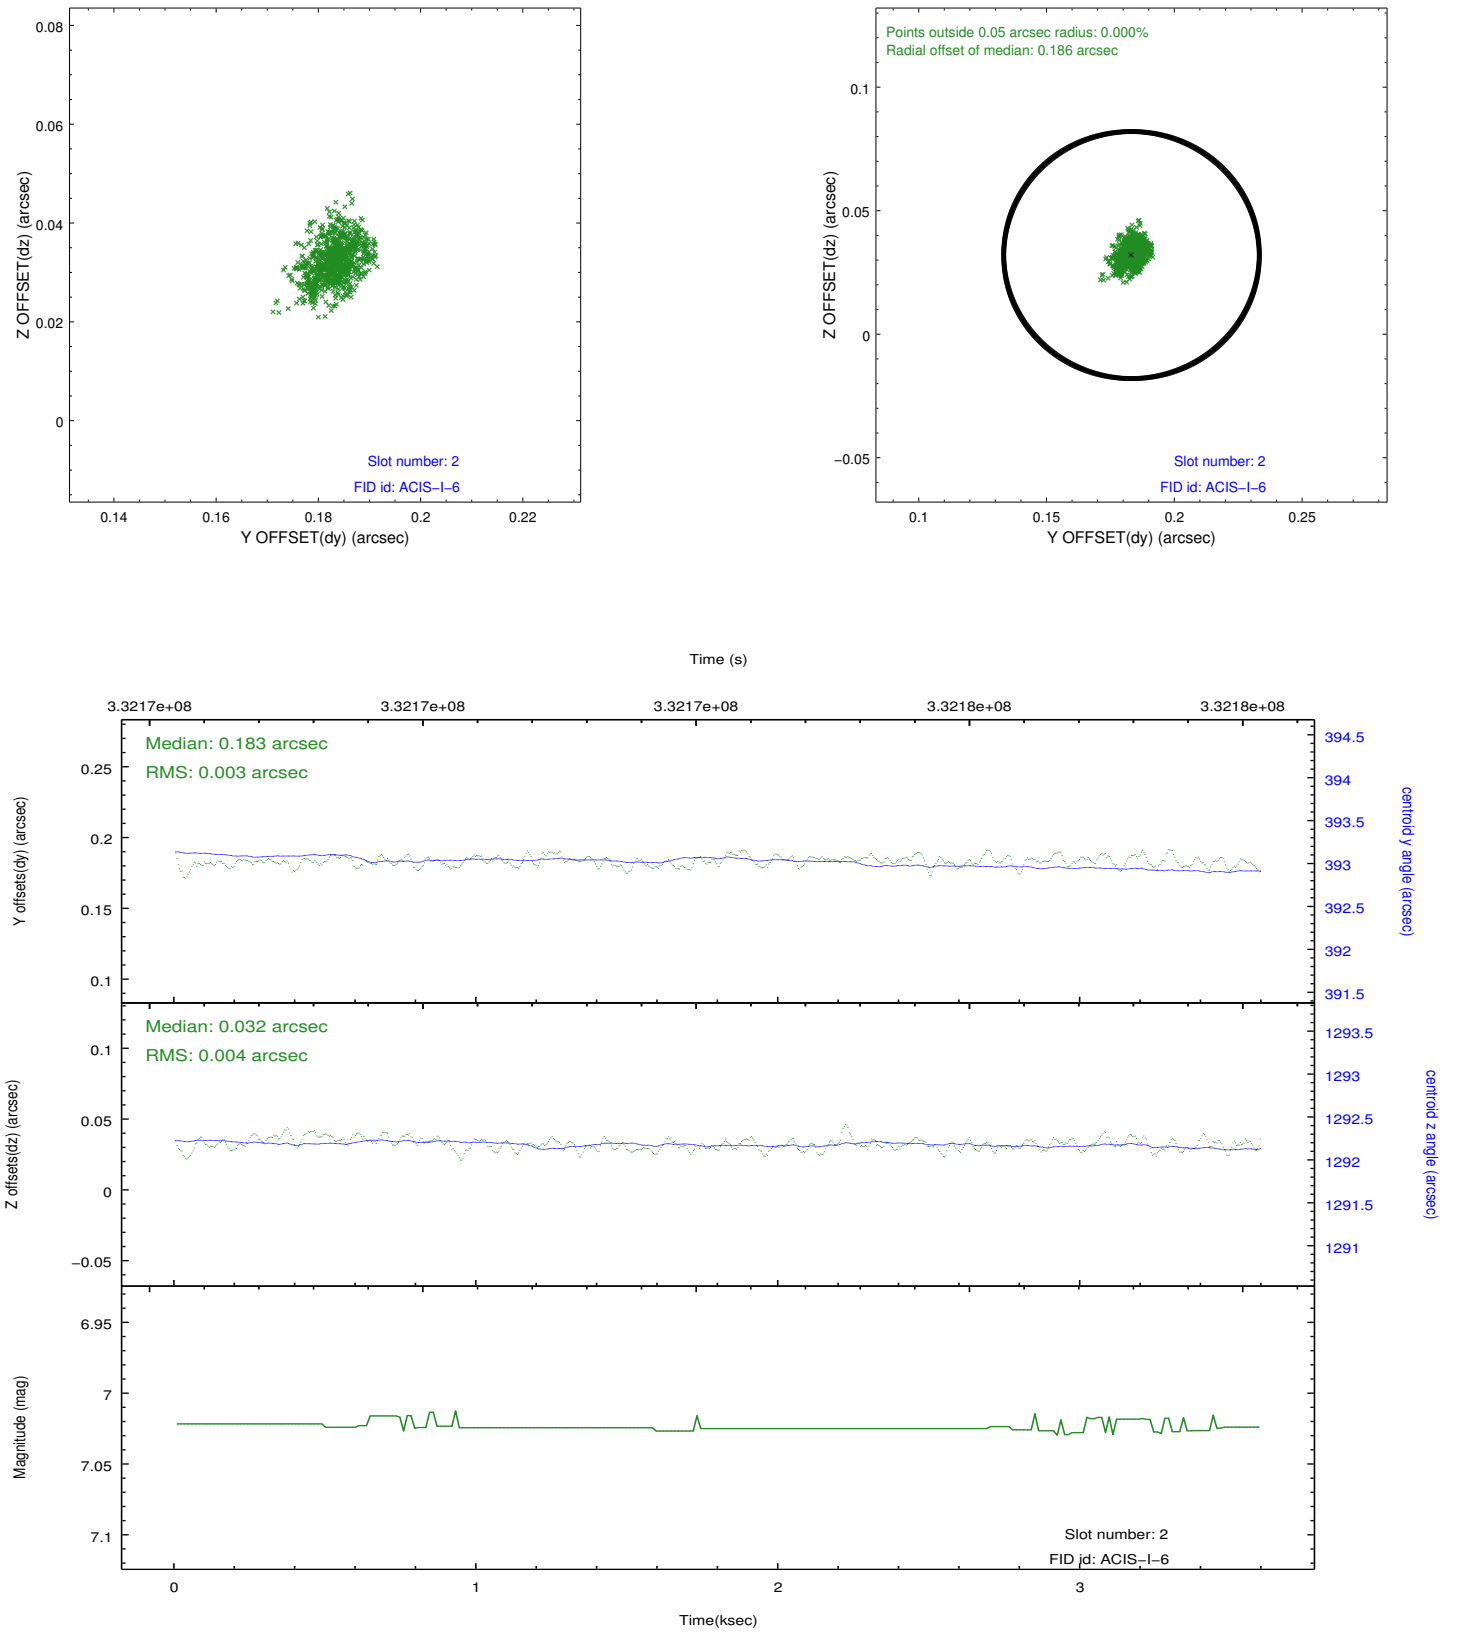 0.08
0.06
0.04
0.02
0
Z OFFSET(dz) (arcsec)
Slot number: 2
FID id: ACIS−I−6
0.14 0.16 0.18 0.2 0.22
Y OFFSET(dy) (arcsec)
Points outside 0.05 arcsec radius: 0.000%
Radial offset of median: 0.186 arcsec
0.1
0.05
0
−0.05
Z OFFSET(dz) (arcsec)
Slot number: 2
FID id: ACIS−I−6
0.1 0.15 0.2 0.25
Y OFFSET(dy) (arcsec)
Time (s)
3.3217e+08 3.3217e+08 3.3217e+08 3.3218e+08 3.3218e+08
Median: 0.183 arcsec
RMS: 0.003 arcsec
0.25
0.2
0.15
0.1
Y offsets(dy) (arcsec)
394.5
394
393.5
393
392.5
392
391.5
centroid y angle (arcsec)
Median: 0.032 arcsec
RMS: 0.004 arcsec
0.1
0.05
0
−0.05
Z offsets(dz) (arcsec)
1293.5
1293
1292.5
1292
1291.5
1291
centroid z angle (arcsec)
6.95
7
7.05
7.1
Magnitude (mag)
Slot number: 2
FID id: ACIS−I−6
0 1 2 3
Time(ksec)